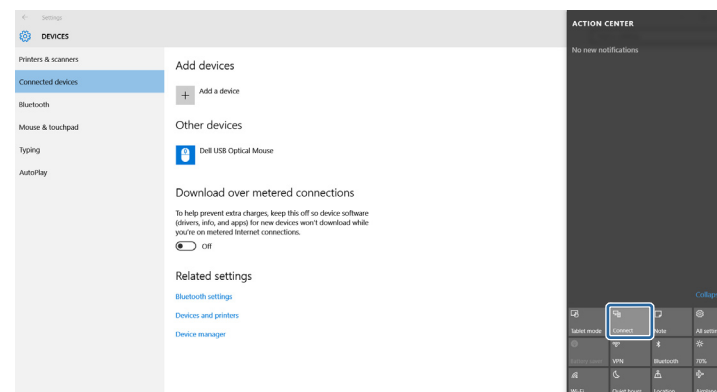 Settings
DEVICES
Printers & scanners
Connected devices
Bluetooth
Mouse & touchpad
Typing
AutoPlay
Add devices
Add a device
Other devices
Dell USB Optical Mouse
Download over metered connections
To help prevent extra charges, keep this off so device software
(drivers, info, and apps) for new devices won't download while
you're on metered Internet connections.
Off
Related settings
Bluetooth settings
Devices and printers
Device manager
ACTION CENTER
No new notifications
Collaps
Tablet mode Connect Note All settin
VPN Bluetooth 70%
Wi-Fi Quiet hours Location